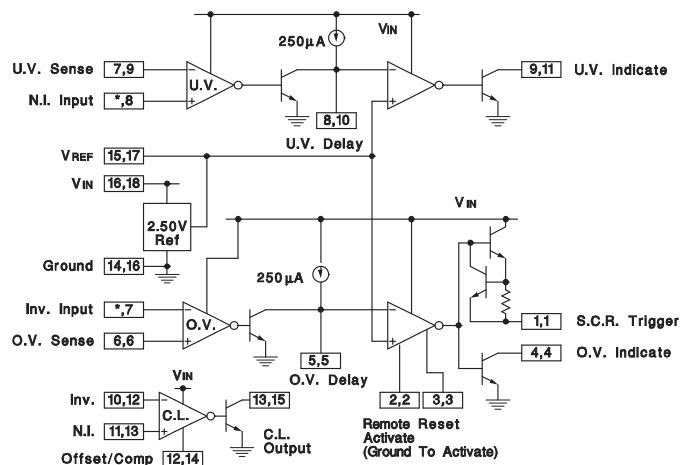 VIN
250µA
U.V. Sense 7,9
U.V.
9,11 U.V. Indicate
N.I. Input *,8
8,10
U.V. Delay
VREF 15,17
VIN 16,18
2.50V
Ref
VIN
Ground 14,16
250µA
Inv. Input *,7
O.V.
O.V. Sense 6,6
1,1 S.C.R. Trigger
5,5
O.V. Delay
4,4 O.V. Indicate
2,2 3,3
Remote Reset
Activate
(Ground To Activate)
VIN
Inv. 10,12
C.L.
13,15
N.I. 11,13
C.L.
Output
Offset/Comp 12,14